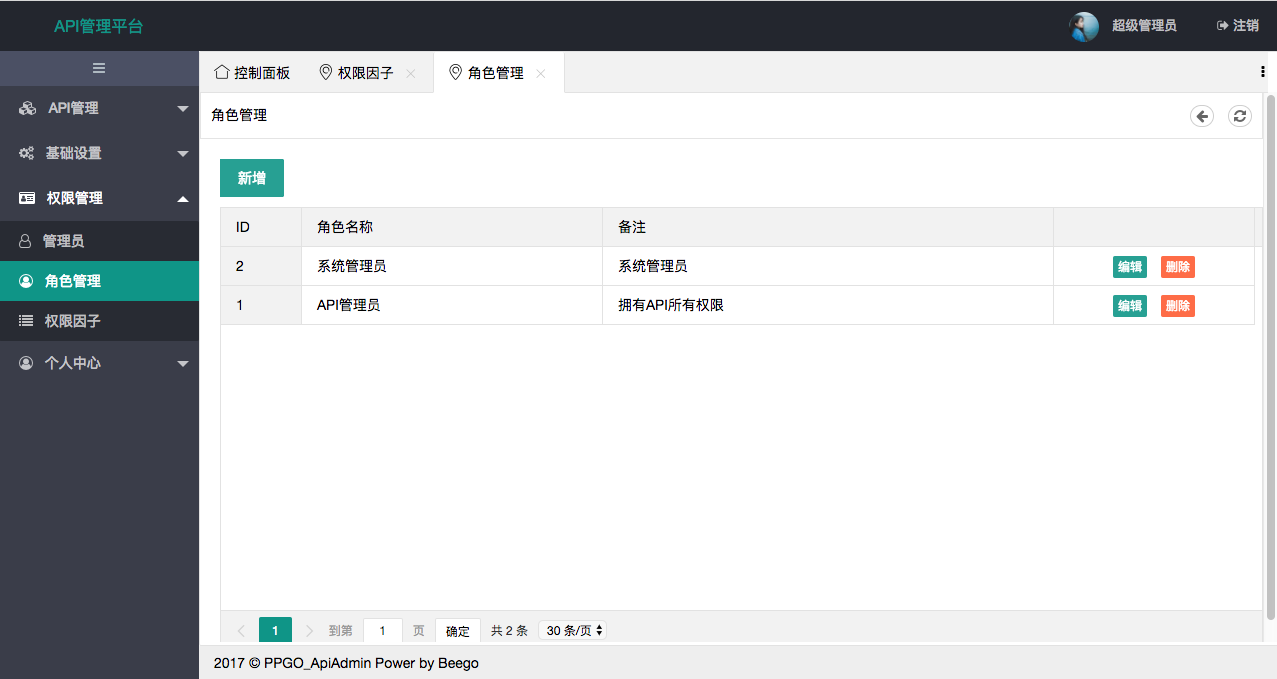 API管理平台
超级管理员
注销
控制面板
权限因子
角色管理
API管理
基础设置
权限管理
管理员
角色管理
权限因子
个人中心
角色管理
新增
ID 角色名称 备注
2 系统管理员 系统管理员 编辑 删除
1 API管理员 拥有API所有权限 编辑 删除
1 到第 1 页 确定 共 2 条 30 条/页
2017 © PPGO_ApiAdmin Power by Beego